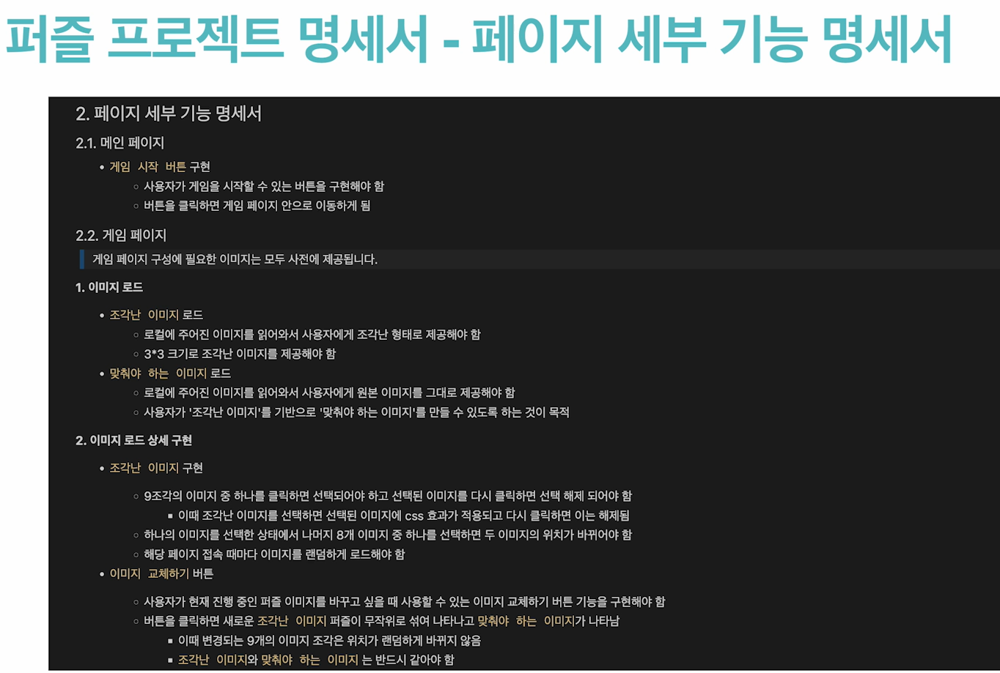 퍼즐 프로젝트 명세서 - 페이지 세부 기능 명세서
2. 페이지 세부 기능 명세서
2.1. 메인 페이지
• 게임 시작 버튼 구현
◦ 사용자가 게임을 시작할 수 있는 버튼을 구현해야 함
◦ 버튼을 클릭하면 게임 페이지 안으로 이동하게 됨
2.2. 게임 페이지
게임 페이지 구성에 필요한 이미지는 모두 사전에 제공됩니다.
1. 이미지 로드
• 조각난 이미지 로드
◦ 로컬에 주어진 이미지를 읽어와서 사용자에게 조각난 형태로 제공해야 함
◦ 3*3 크기로 조각난 이미지를 제공해야 함
• 맞춰야 하는 이미지 로드
◦ 로컬에 주어진 이미지를 읽어와서 사용자에게 원본 이미지를 그대로 제공해야 함
◦ 사용자가 '조각난 이미지'를 기반으로 '맞춰야 하는 이미지'를 만들 수 있도록 하는 것이 목적
2. 이미지 로드 상세 구현
• 조각난 이미지 구현
◦ 9조각의 이미지 중 하나를 클릭하면 선택되어야 하고 선택된 이미지를 다시 클릭하면 선택 해제 되어야 함
▪ 이때 조각난 이미지를 선택하면 선택된 이미지에 css 효과가 적용되고 다시 클릭하면 이는 해제됨
◦ 하나의 이미지를 선택한 상태에서 나머지 8개 이미지 중 하나를 선택하면 두 이미지의 위치가 바뀌어야 함
◦ 해당 페이지 접속 때마다 이미지를 랜덤하게 로드해야 함
• 이미지 교체하기 버튼
◦ 사용자가 현재 진행 중인 퍼즐 이미지를 바꾸고 싶을 때 사용할 수 있는 이미지 교체하기 버튼 기능을 구현해야 함
◦ 버튼을 클릭하면 새로운 조각난 이미지 퍼즐이 무작위로 섞여 나타나고 맞춰야 하는 이미지가 나타남
▪ 이때 변경되는 9개의 이미지 조각은 위치가 랜덤하게 바뀌지 않음
▪ 조각난 이미지와 맞춰야 하는 이미지 는 반드시 같아야 함